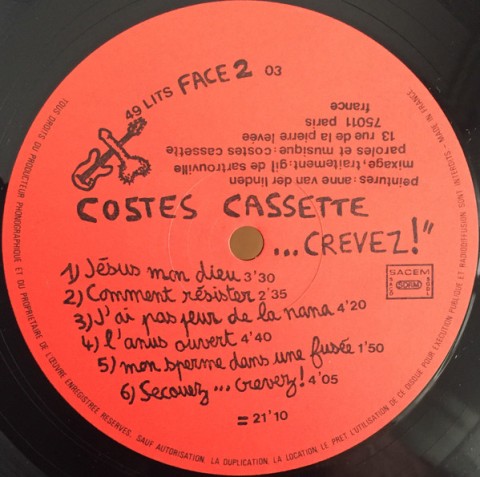 49 LITS FACE 2 03
peintures: anne van der linden
mixage, traitement: gil de sartrouville
paroles et musique: costes cassette
13 rue de la pierre levée
75011 paris
france
COSTES CASSETTE
...CREVEZ!"
1) Jésus mon dieu 3'30
2) Comment résister 2'35
3) J'ai pas peur de la nana 4'20
4) l'anus ouvert 4'40
5) mon sperme dans une fusée 1'50
6) Secouez ... crevez! 4'05
= 21'10
SACEM
SDRM
TOUS DROITS DU PRODUCTEUR PHONOGRAPHIQUE ET DU PROPRIETAIRE DE L'ŒUVRE ENREGISTREE RESERVES. SAUF AUTORISATION, LA DUPLICATION, LA LOCATION, LE PRET, L'UTILISATION DE CE DISQUE POUR EXECUTION PUBLIQUE ET RADIODIFFUSION SONT INTERDITS - MADE IN FRANCE